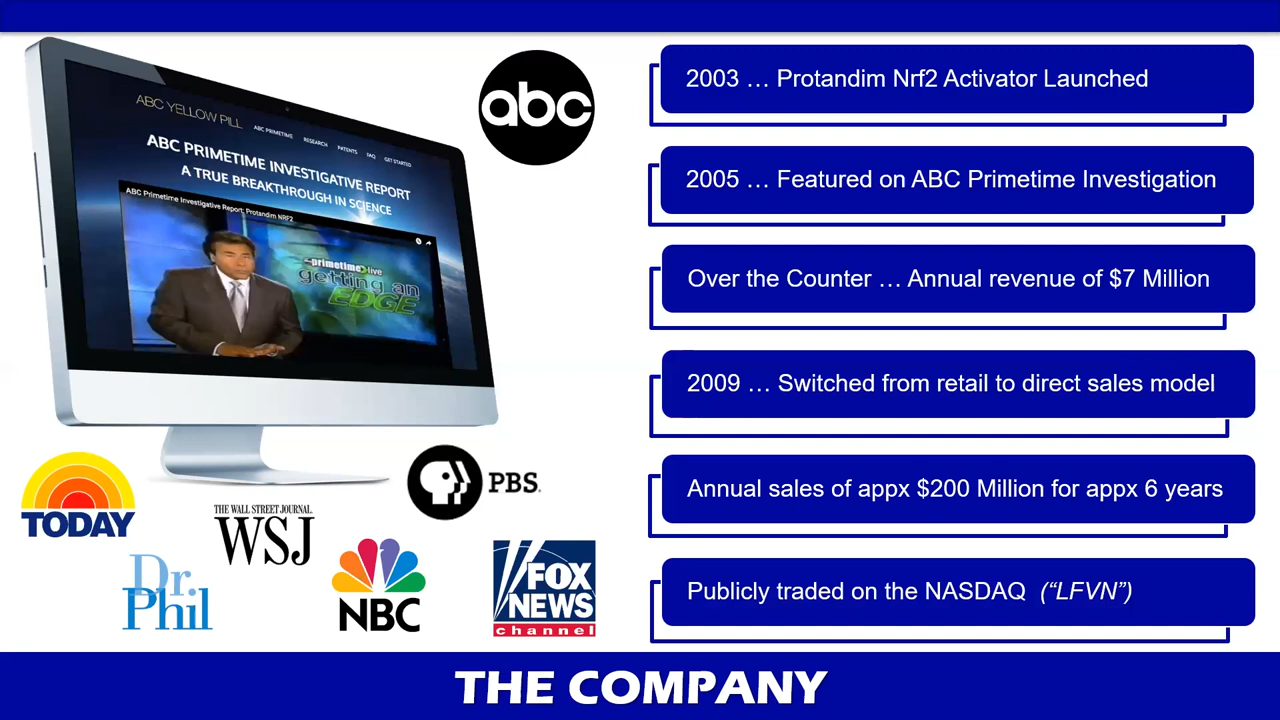 ABC YELLOW PILL
ABC PRIMETIME
RESEARCH
PATENTS
FAQ
GET STARTED
ABC PRIMETIME INVESTIGATIVE REPORT
A TRUE BREAKTHROUGH IN SCIENCE
ABC Primetime Investigative Report: Protandim NRF2
primetime live
getting an
EDGE
abc
TODAY
THE WALL STREET JOURNAL.
WSJ
PBS.
Dr.
Phil
NBC
FOX
NEWS
channel
2003 … Protandim Nrf2 Activator Launched
2005 … Featured on ABC Primetime Investigation
Over the Counter … Annual revenue of $7 Million
2009 … Switched from retail to direct sales model
Annual sales of appx $200 Million for appx 6 years
Publicly traded on the NASDAQ (“LFVN”)
THE COMPANY